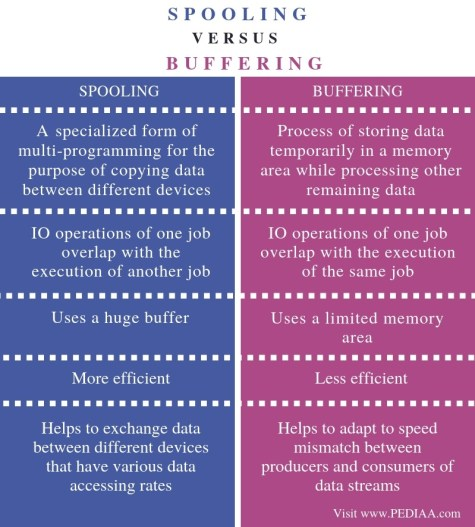 SPOOLING
VERSUS
BUFFERING
SPOOLING
A specialized form of
multi-programming for the
purpose of copying data
between different devices
IO operations of one job
overlap with the
execution of another job
Uses a huge buffer
More efficient
Helps to exchange data
between different devices
that have various data
accessing rates
BUFFERING
Process of storing data
temporarily in a memory
area while processing other
remaining data
IO operations of one job
overlap with the execution
of the same job
Uses a limited memory
area
Less efficient
Helps to adapt to speed
mismatch between
producers and consumers of
data streams
Visit www.PEDIAA.com